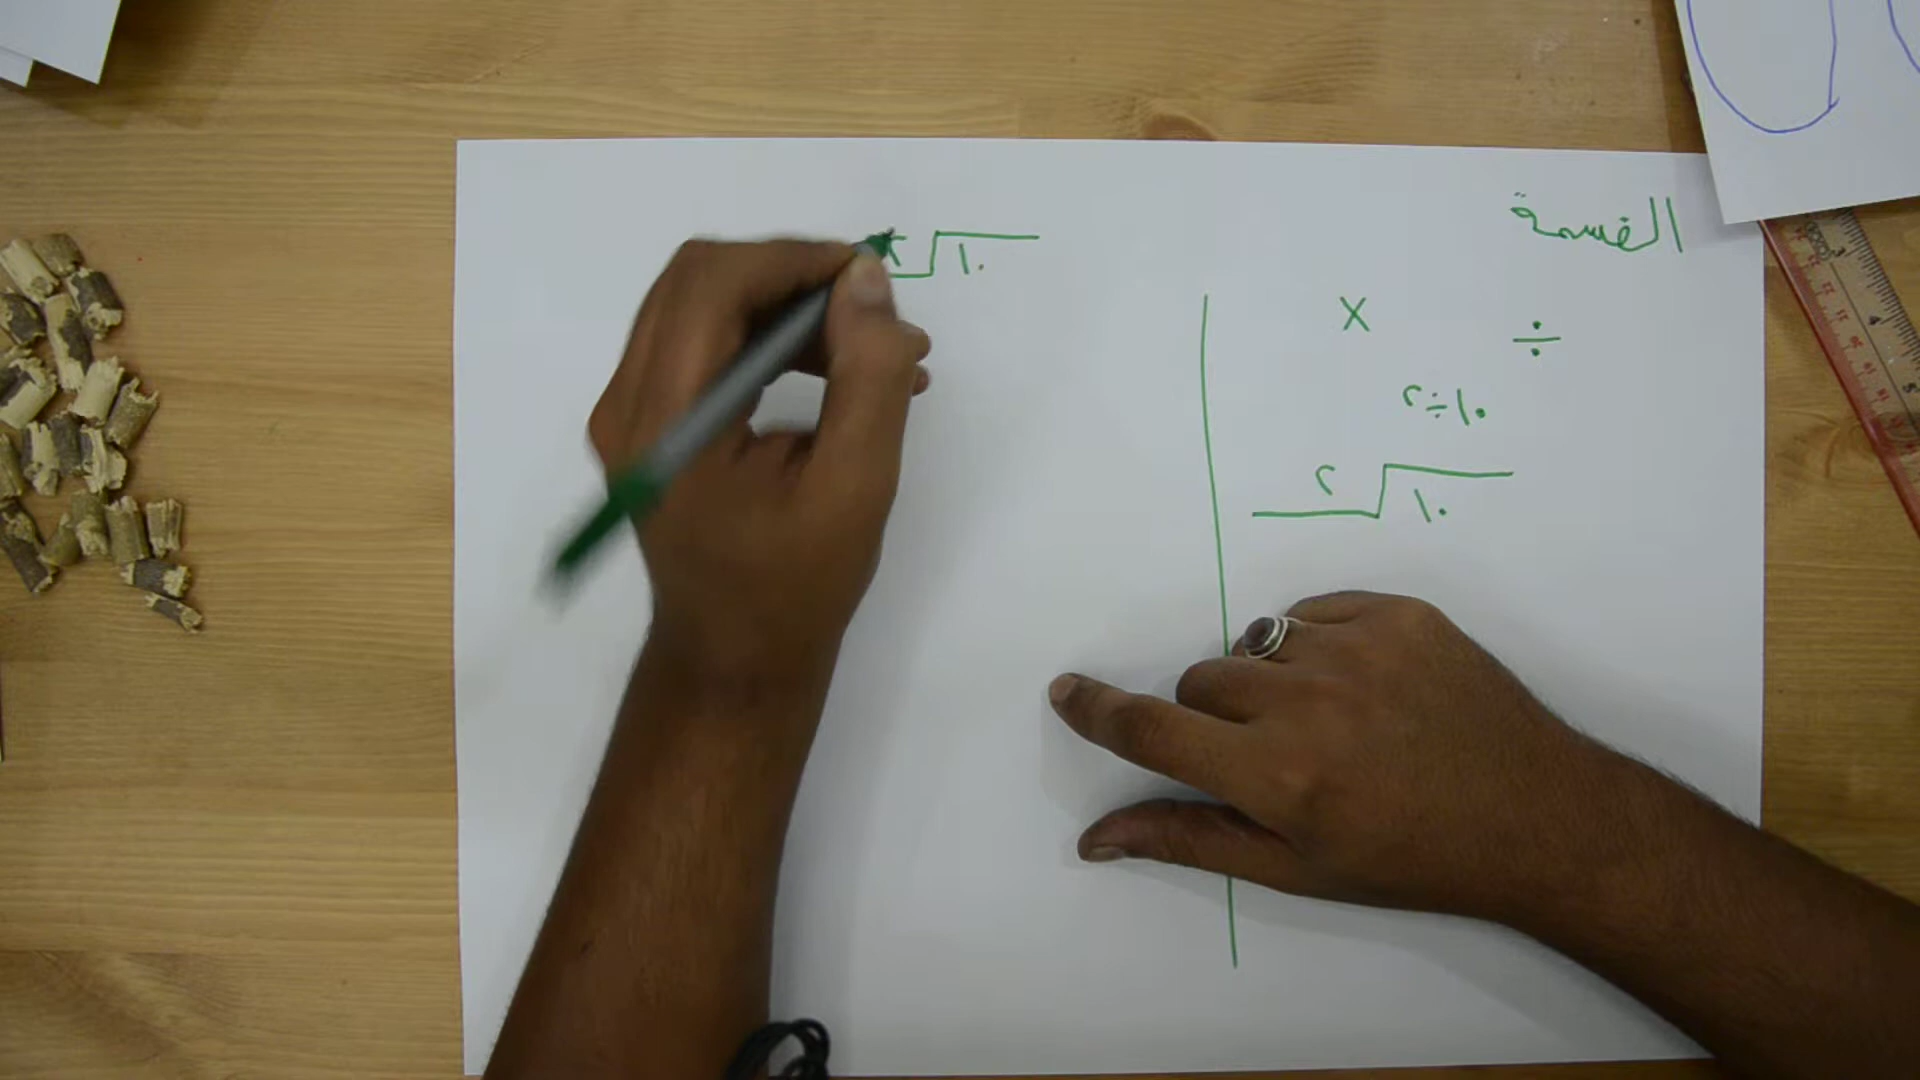 القسمة
× ÷
١٠ ÷ ٢
٢ ١٠
١٠